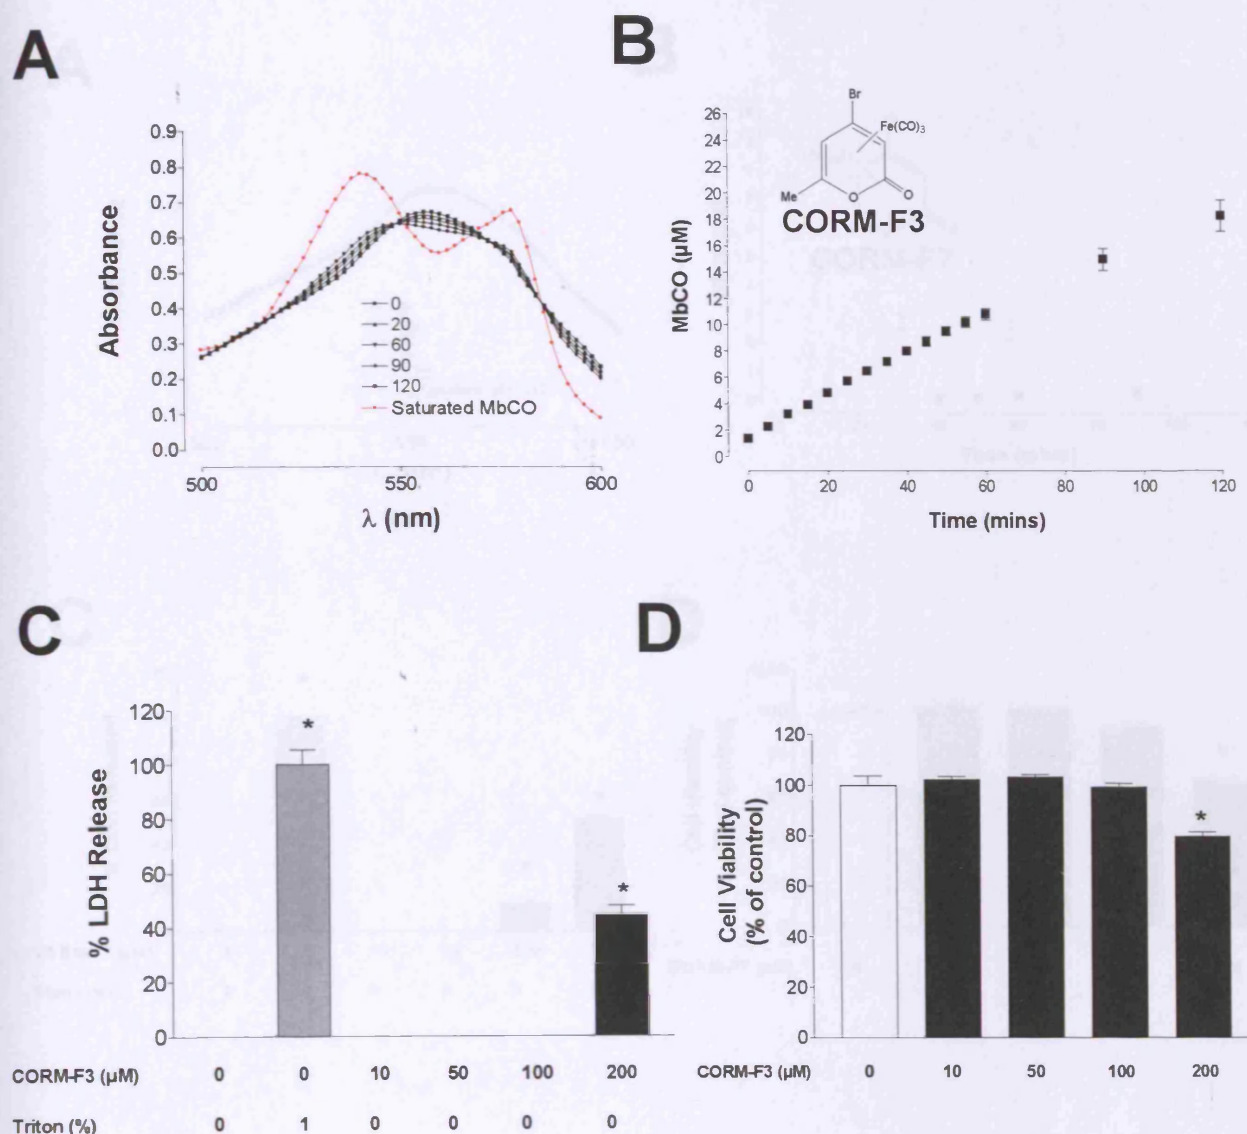 A
0.9
0.8
0.7
0.6
0.5
0.4
0.3
0.2
0.1
0.0
Absorbance
0
20
60
90
120
Saturated MbCO
500
550
600
λ (nm)
B
26
24
22
20
18
16
14
12
10
8
6
4
2
0
MbCO (µM)
Br
Fe(CO)3
Me
O
O
CORM-F3
0
20
40
60
80
100
120
Time (mins)
C
120
100
80
60
40
20
0
% LDH Release
*
*
CORM-F3 (µM) 0 0 10 50 100 200
Triton (%) 0 1 0 0 0 0
D
120
100
80
60
40
20
0
Cell Viability
(% of control)
*
CORM-F3 (µM) 0 10 50 100 200